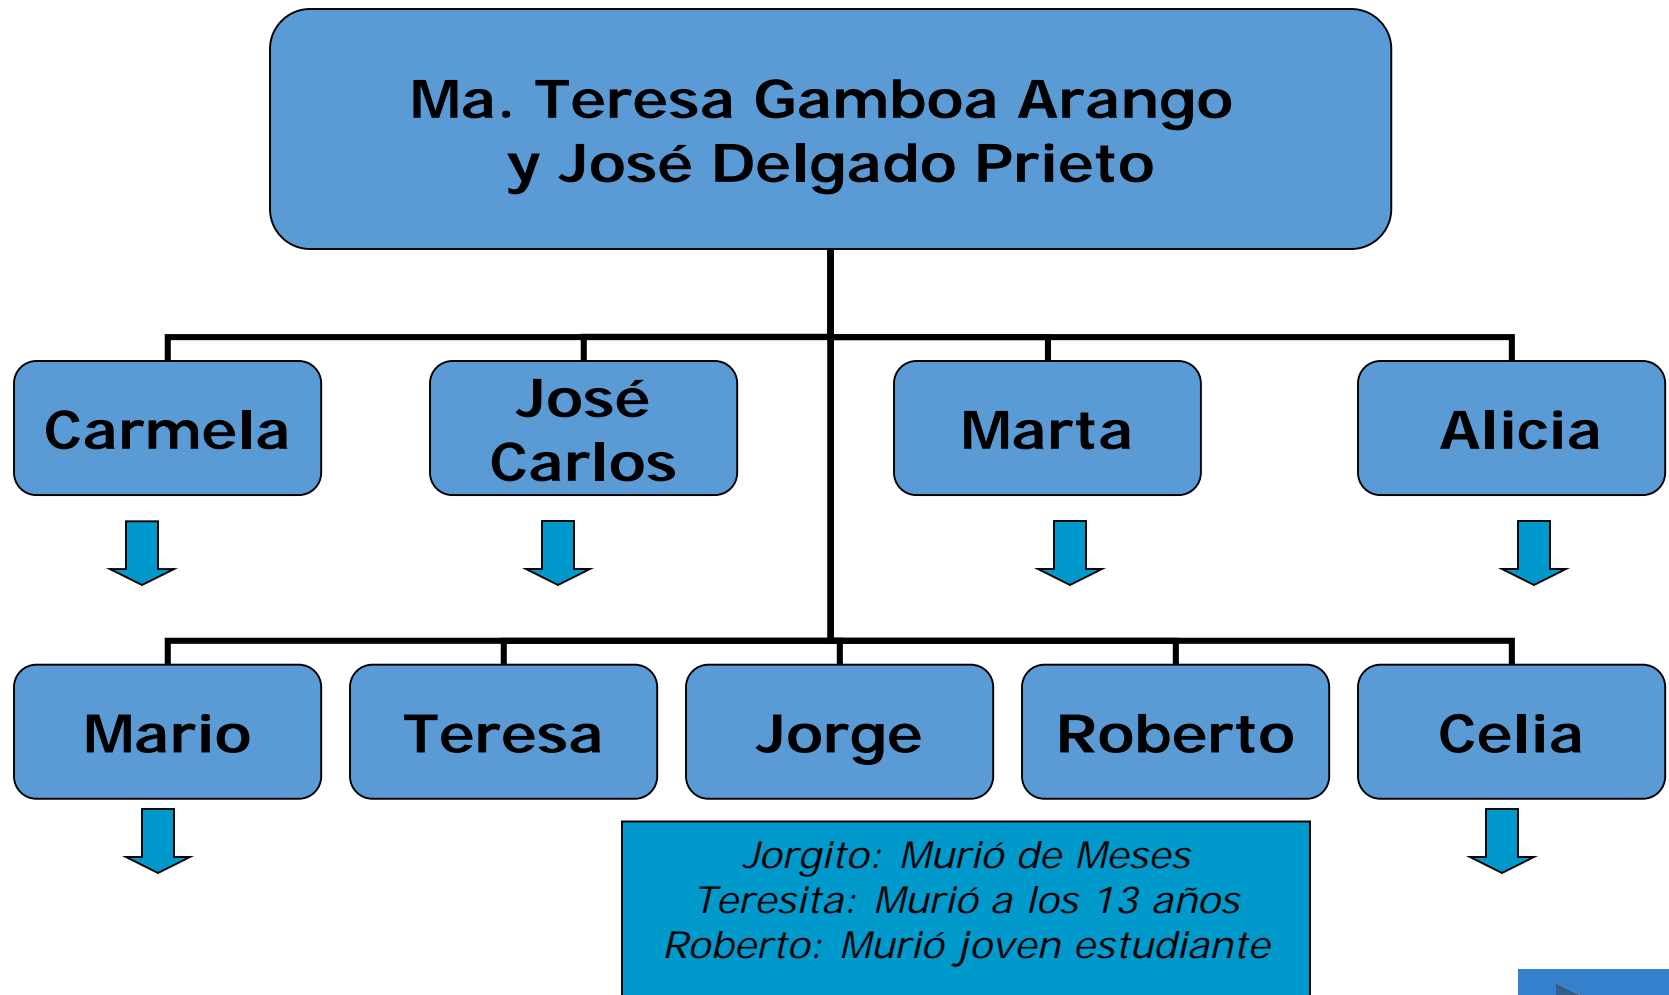 Ma. Teresa Gamboa Arango
y José Delgado Prieto
Carmela
José
Carlos
Marta
Alicia
Mario
Teresa
Jorge
Roberto
Celia
Jorgito: Murió de Meses
Teresita: Murió a los 13 años
Roberto: Murió joven estudiante